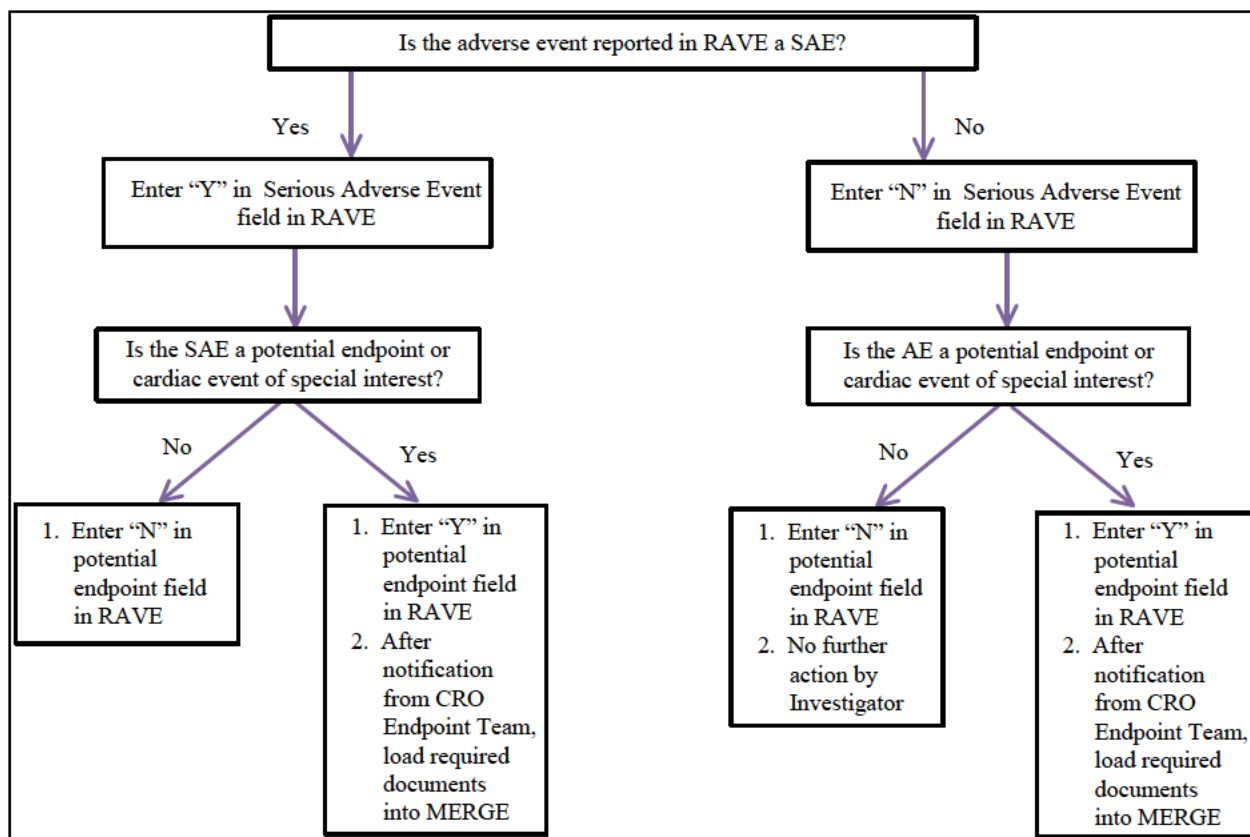 Is the adverse event reported in RAVE a SAE?
Yes
No
Enter “Y” in Serious Adverse Event
field in RAVE
Enter “N” in Serious Adverse Event
field in RAVE
Is the SAE a potential endpoint or
cardiac event of special interest?
Is the AE a potential endpoint or
cardiac event of special interest?
No
Yes
No
Yes
1. Enter “N” in
potential
endpoint field
in RAVE
1. Enter “Y” in
potential
endpoint field
in RAVE
2. After
notification
from CRO
Endpoint Team,
load required
documents
into MERGE
1. Enter “N” in
potential
endpoint field
in RAVE
2. No further
action by
Investigator
1. Enter “Y” in
potential
endpoint field
in RAVE
2. After
notification
from CRO
Endpoint Team,
load required
documents
into MERGE